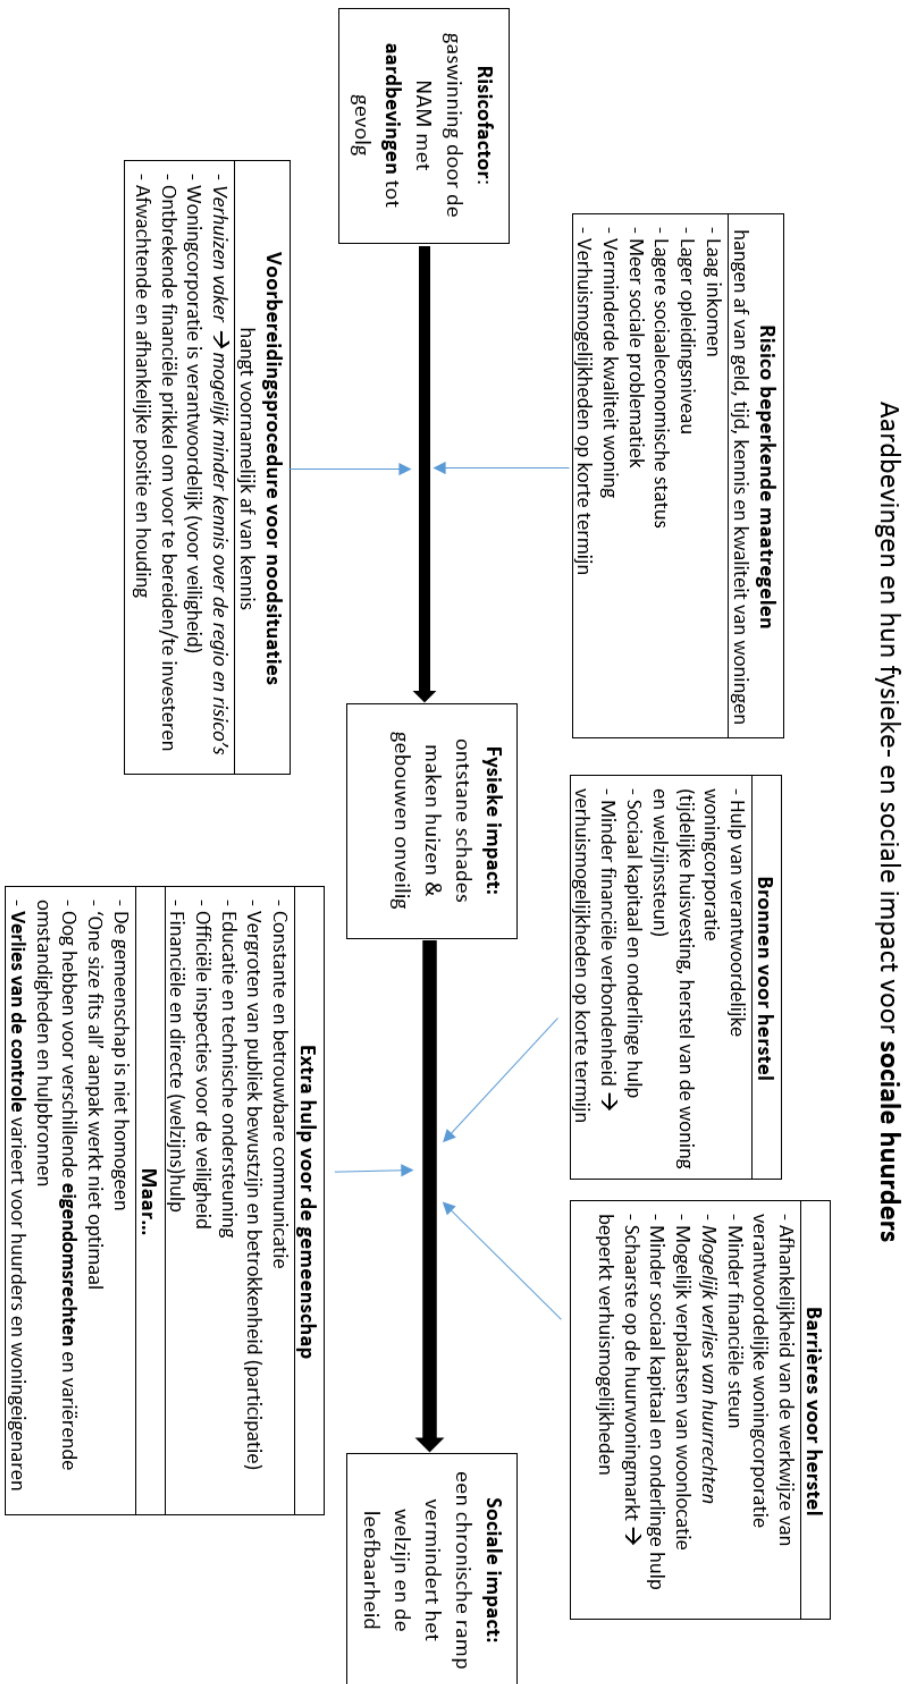 Aardbevingen en hun fysieke- en sociale impact voor sociale huurders
Risico beperkende maatregelen
hangen af van geld, tijd, kennis en kwaliteit van woningen
- Laag inkomen
- Lager opleidingsniveau
- Lagere sociaaleconomische status
- Meer sociale problematiek
- Verminderde kwaliteit woning
- Verhuismogelijkheden op korte termijn
Bronnen voor herstel
- Hulp van verantwoordelijke
woningcorporatie
(tijdelijke huisvesting, herstel van de woning
en welzijnssteun)
- Sociaal kapitaal en onderlinge hulp
- Minder financiële verbondenheid →
verhuismogelijkheden op korte termijn
Barrières voor herstel
- Afhankelijkheid van de werkwijze van
verantwoordelijke woningcorporatie
- Minder financiële steun
- Mogelijk verlies van huurrechten
- Mogelijk verplaatsen van woonlocatie
- Minder sociaal kapitaal en onderlinge hulp
- Schaarste op de huurwoningmarkt →
beperkt verhuismogelijkheden
Risicofactor:
gaswinning door de
NAM met
aardbevingen tot
gevolg
Fysieke impact:
ontstane schades
maken huizen &
gebouwen onveilig
Sociale impact:
een chronische ramp
vermindert het
welzijn en de
leefbaarheid
Voorbereidingsprocedure voor noodsituaties
hangt voornamelijk af van kennis
- Verhuizen vaker → mogelijk minder kennis over de regio en risico's
- Woningcorporatie is verantwoordelijk (voor veiligheid)
- Ontbrekende financiële prikkel om voor te bereiden/te investeren
- Afwachtende en afhankelijke positie en houding
Extra hulp voor de gemeenschap
- Constante en betrouwbare communicatie
- Vergroten van publiek bewustzijn en betrokkenheid (participatie)
- Educatie en technische ondersteuning
- Officiële inspecties voor de veiligheid
- Financiële en directe (welzijns)hulp
Maar...
- De gemeenschap is niet homogeen
- 'One size fits all' aanpak werkt niet optimaal
- Oog hebben voor verschillende eigendomsrechten en variërende
omstandigheden en hulpbronnen
- Verlies van de controle varieert voor huurders en woningeigenaren